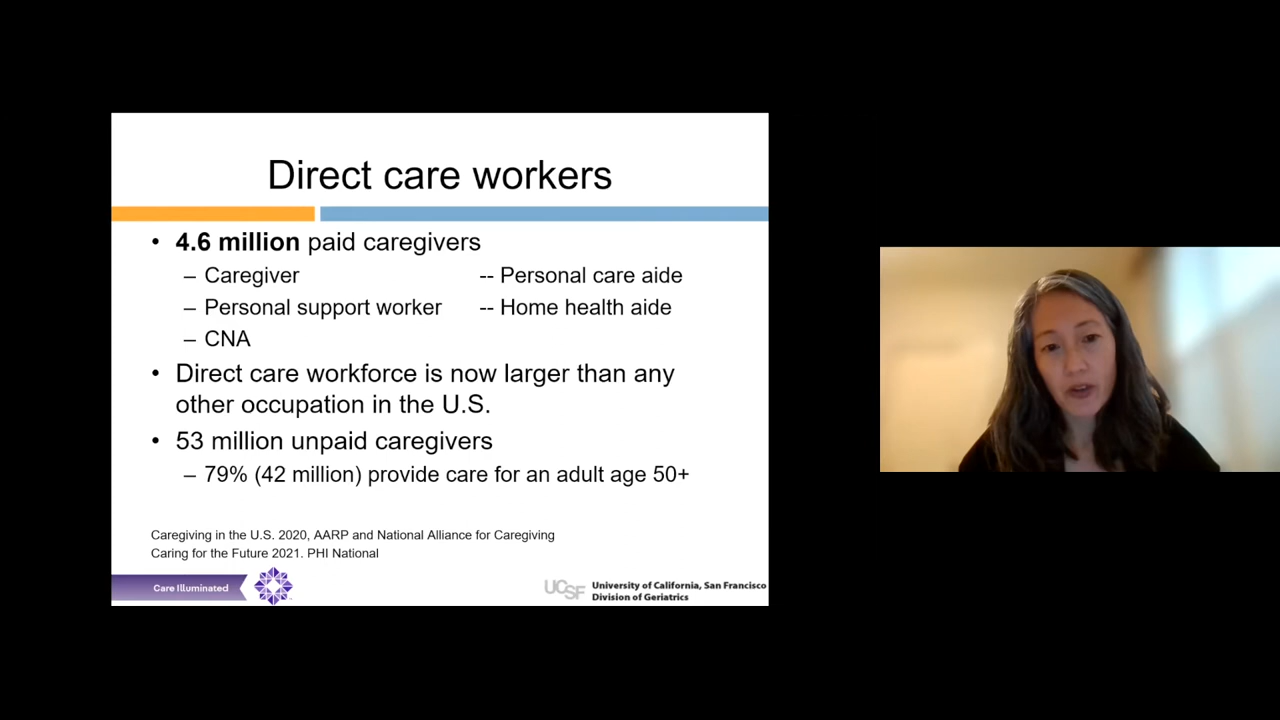 Direct care workers
• 4.6 million paid caregivers
– Caregiver -- Personal care aide
– Personal support worker -- Home health aide
– CNA
• Direct care workforce is now larger than any
other occupation in the U.S.
• 53 million unpaid caregivers
– 79% (42 million) provide care for an adult age 50+
Caregiving in the U.S. 2020, AARP and National Alliance for Caregiving
Caring for the Future 2021. PHI National
Care Illuminated
UCSF
University of California, San Francisco
Division of Geriatrics